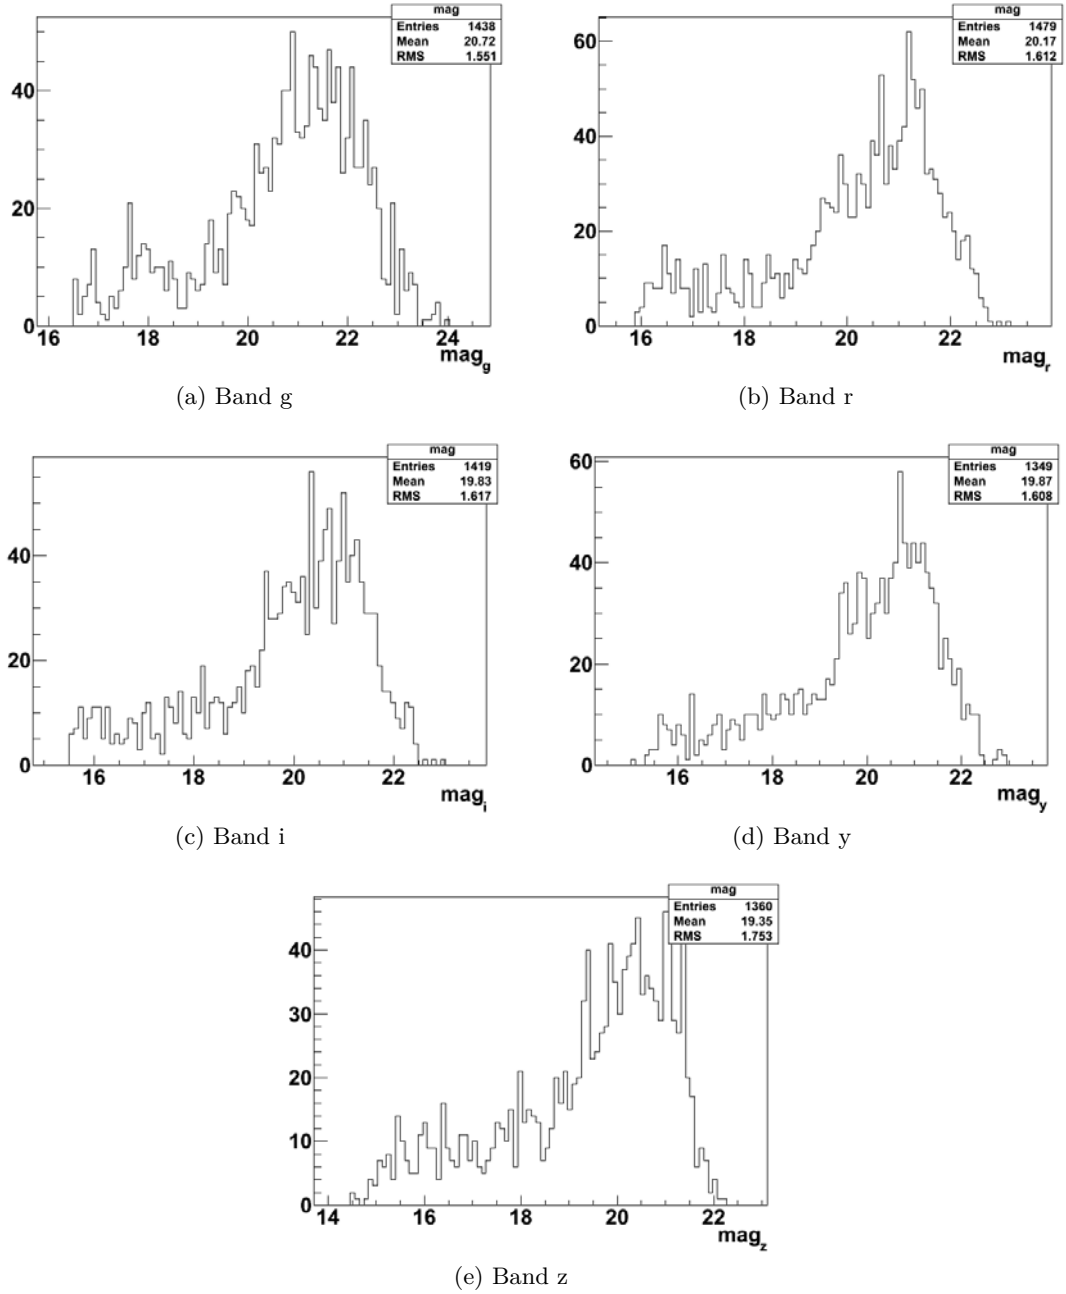 mag
Entries 1438
Mean 20.72
RMS 1.551
40
20
0
16 18 20 22 24
mag_g
(a) Band g
mag
Entries 1479
Mean 20.17
RMS 1.612
60
40
20
0
16 18 20 22
mag_r
(b) Band r
mag
Entries 1419
Mean 19.83
RMS 1.617
40
20
0
16 18 20 22
mag_i
(c) Band i
mag
Entries 1349
Mean 19.87
RMS 1.608
60
40
20
0
16 18 20 22
mag_y
(d) Band y
mag
Entries 1360
Mean 19.35
RMS 1.753
40
30
20
10
0
14 16 18 20 22
mag_z
(e) Band z